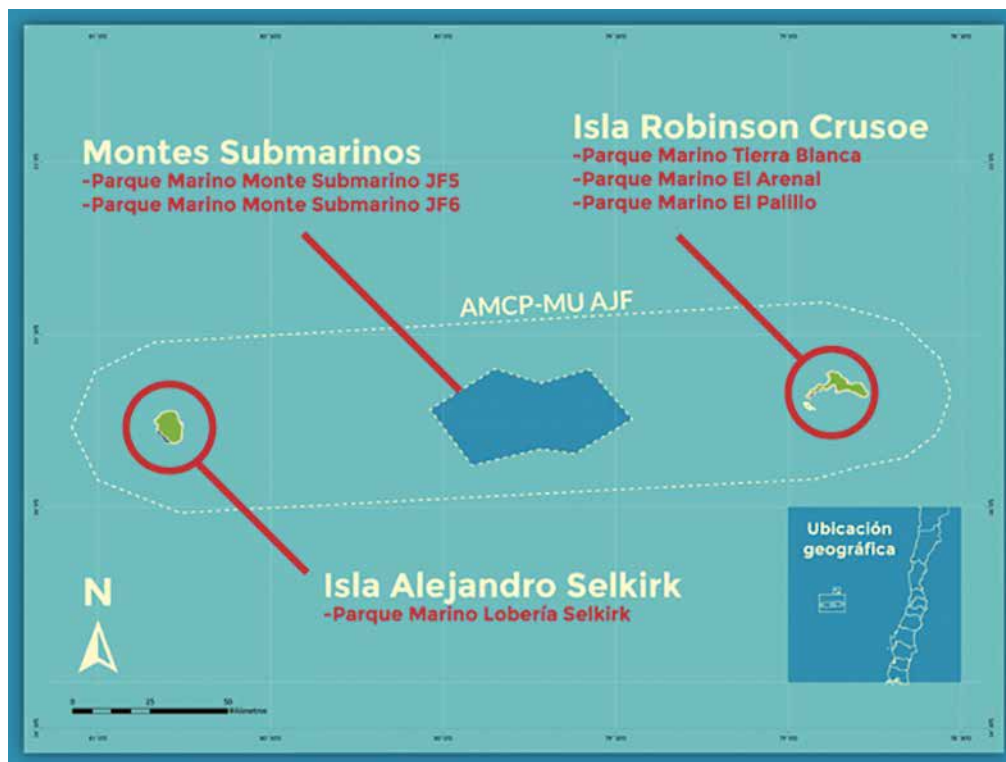 Montes Submarinos
-Parque Marino Monte Submarino JF5
-Parque Marino Monte Submarino JF6
Isla Robinson Crusoe
-Parque Marino Tierra Blanca
-Parque Marino El Arenal
-Parque Marino El Palillo
AMCP-MU AJF
Isla Alejandro Selkirk
-Parque Marino Lobería Selkirk
Ubicación
geográfica
N
0 25 50
Kilómetros